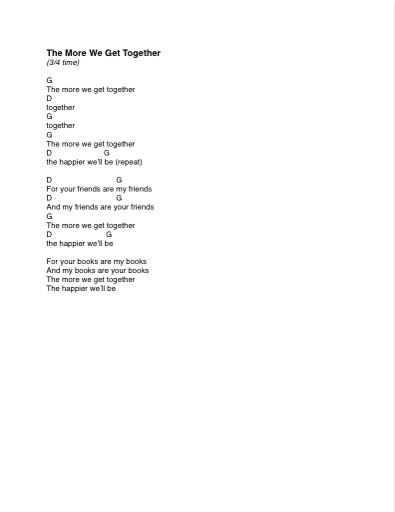 The More We Get Together
(3/4 time)
G
The more we get together
D
together
G
together
G
The more we get together
D G
the happier we'll be (repeat)
D G
For your friends are my friends
D G
And my friends are your friends
G
The more we get together
D G
the happier we'll be
For your books are my books
And my books are your books
The more we get together
The happier we'll be